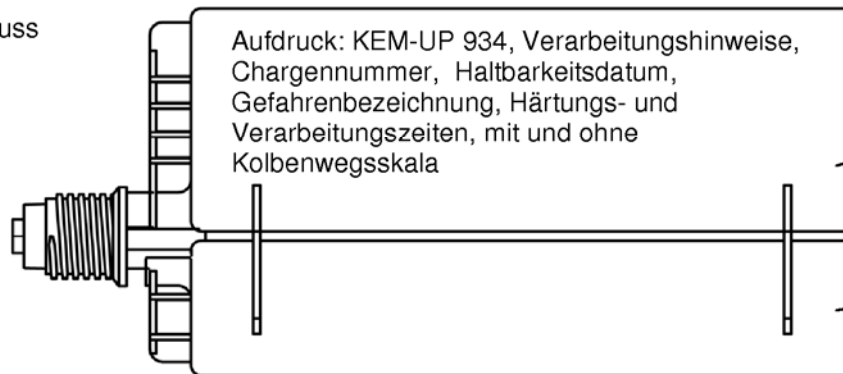 uss
Aufdruck: KEM-UP 934, Verarbeitungshinweise,
Chargennummer, Haltbarkeitsdatum,
Gefahrenbezeichnung, Härtungs- und
Verarbeitungszeiten, mit und ohne
Kolbenwegsskala